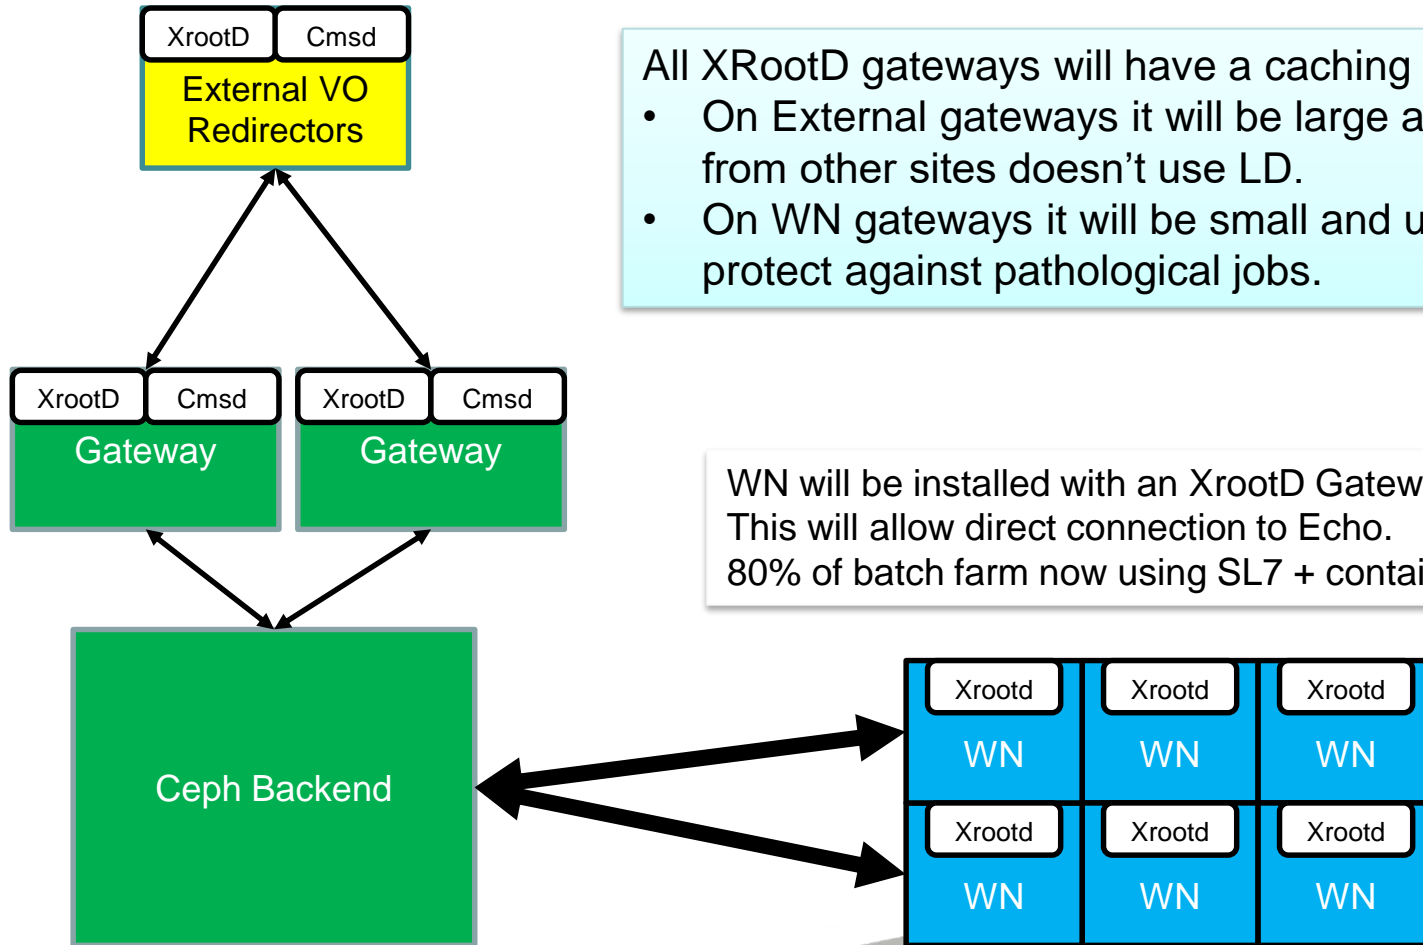 XrootD Cmsd
External VO
Redirectors
All XRootD gateways will have a caching
• On External gateways it will be large a
from other sites doesn’t use LD.
• On WN gateways it will be small and u
protect against pathological jobs.
XrootD Cmsd XrootD Cmsd
Gateway Gateway
WN will be installed with an XrootD Gatew
This will allow direct connection to Echo.
80% of batch farm now using SL7 + contai
Ceph Backend
Xrootd Xrootd Xrootd
WN WN WN
Xrootd Xrootd Xrootd
WN WN WN